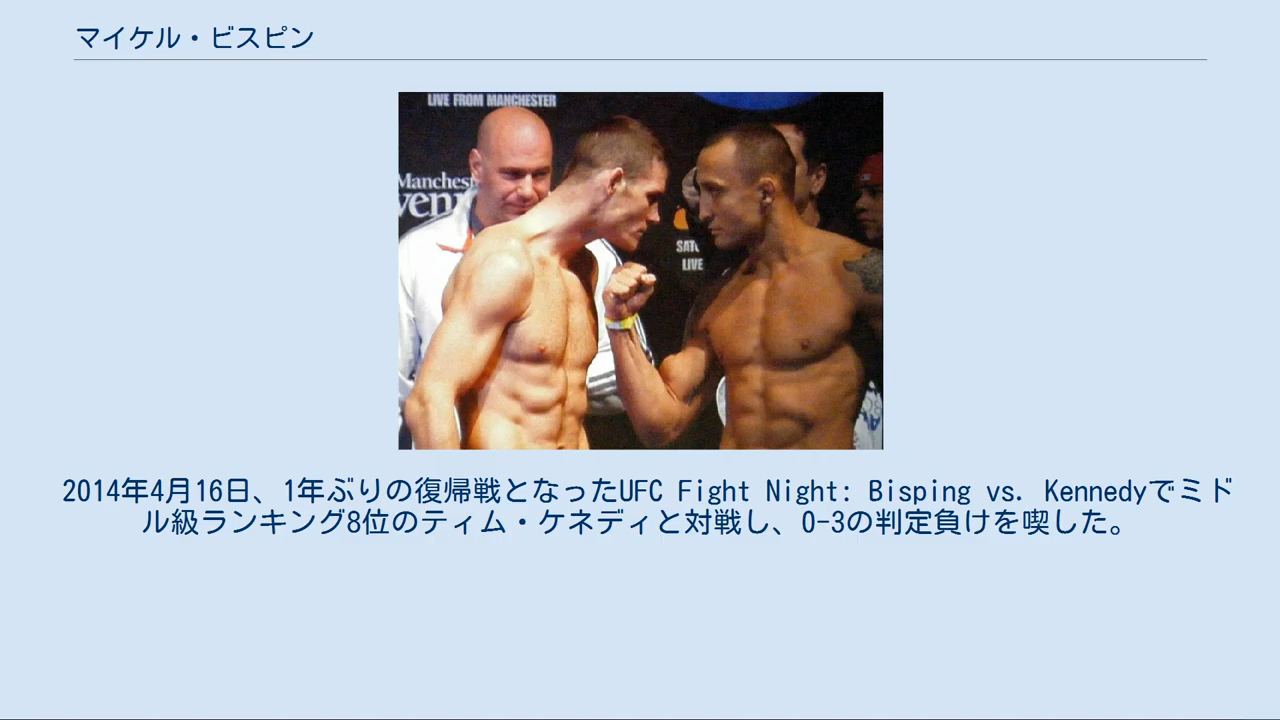 マイケル・ビスピン
LIVE FROM MANCHESTER
2014年4月16日、1年ぶりの復帰戦となったUFC Fight Night: Bisping vs. Kennedyでミド
ル級ランキング8位のティム・ケネディと対戦し、0-3の判定負けを喫した。
LIVE